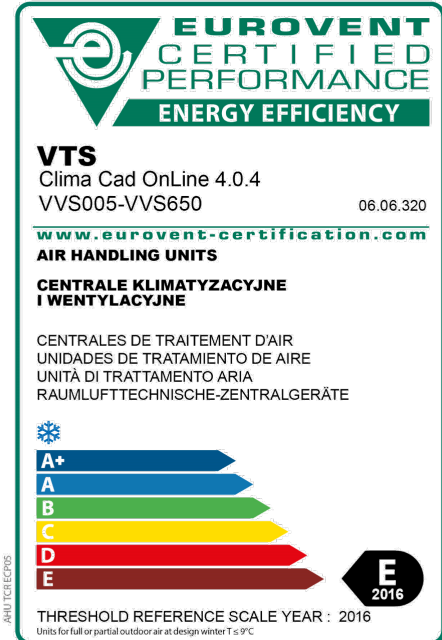 EUROVENT
CERTIFIED
PERFORMANCE
ENERGY EFFICIENCY
VTS
Clima Cad OnLine 4.0.4
VVS005-VVS650 06.06.320
www.eurovent-certification.com
AIR HANDLING UNITS
CENTRALE KLIMATYZACYJNE
I WENTYLACYJNE
CENTRALES DE TRAITEMENT D'AIR
UNIDADES DE TRATAMIENTO DE AIRE
UNITÀ DI TRATTAMENTO ARIA
RAUMLUFTTECHNISCHE-ZENTRALGERÄTE
A+
A
B
C
D
E
E
2016
THRESHOLD REFERENCE SCALE YEAR : 2016
Units for full or partial outdoor air at design winter T ≤ 9°C
AHU TCR ECP05